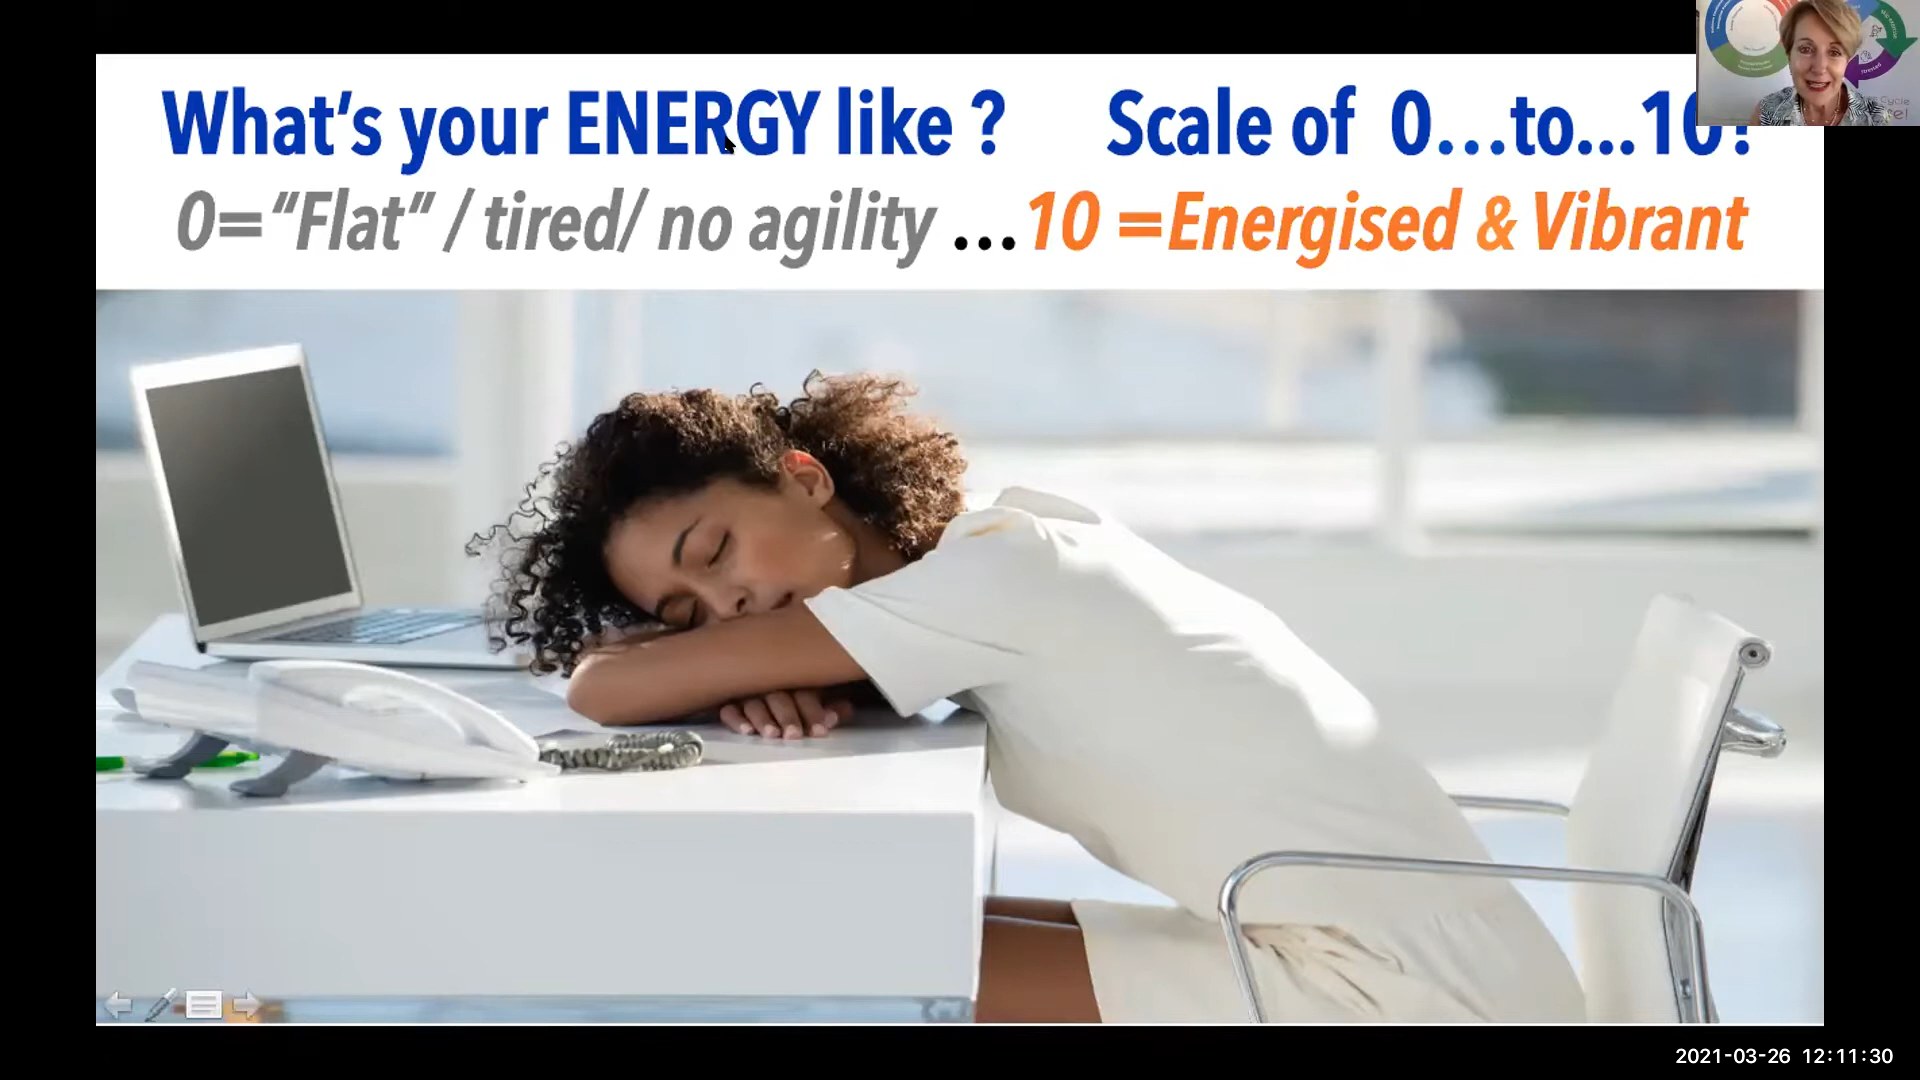 What's your ENERGY like ? Scale of 0...to...10?
0="Flat" / tired/ no agility ...10 =Energised & Vibrant
Cycle
2021-03-26 12:11:30